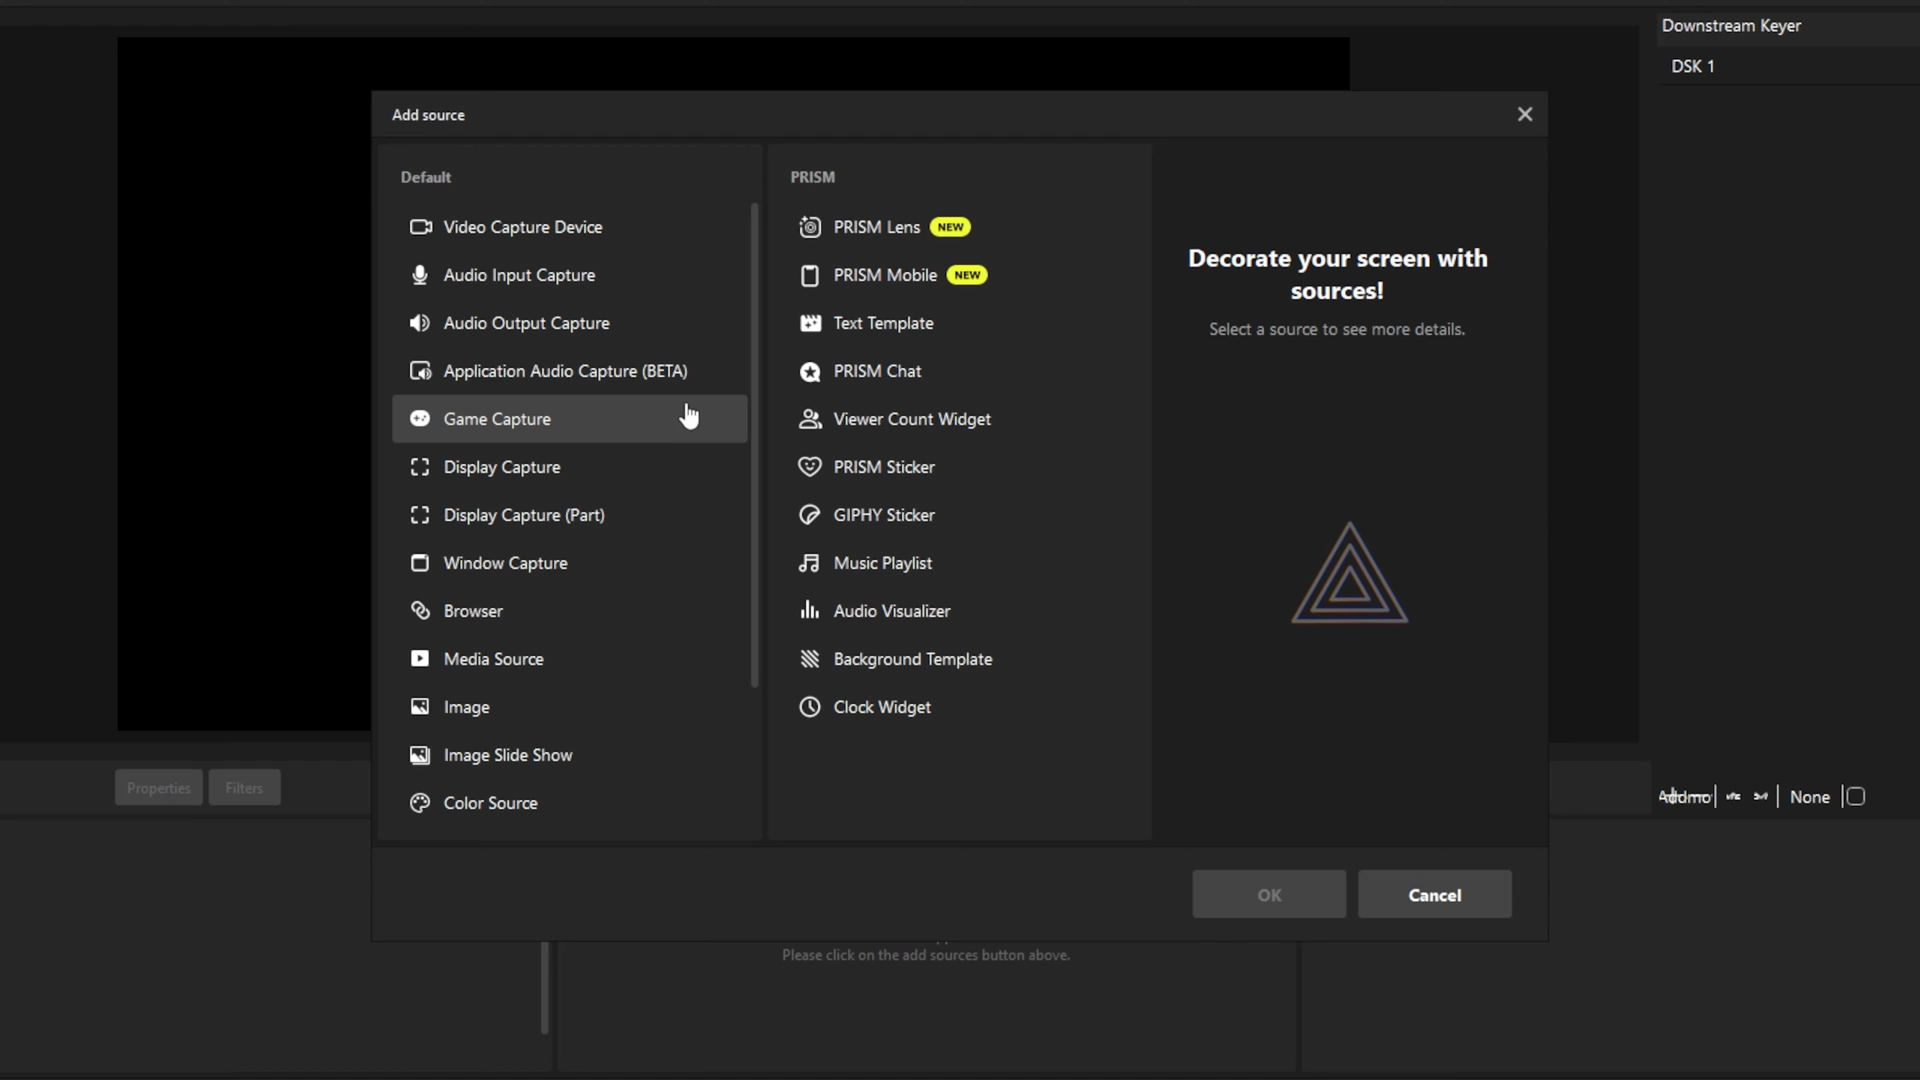 Downstream Keyer
DSK 1
Add source
Default
Video Capture Device
Audio Input Capture
Audio Output Capture
Application Audio Capture (BETA)
Game Capture
Display Capture
Display Capture (Part)
Window Capture
Browser
Media Source
Image
Image Slide Show
Color Source
PRISM
PRISM Lens NEW
PRISM Mobile NEW
Text Template
PRISM Chat
Viewer Count Widget
PRISM Sticker
GIPHY Sticker
Music Playlist
Audio Visualizer
Background Template
Clock Widget
Decorate your screen with
sources!
Select a source to see more details.
Properties
Filters
None
OK
Cancel
Please click on the add sources button above.